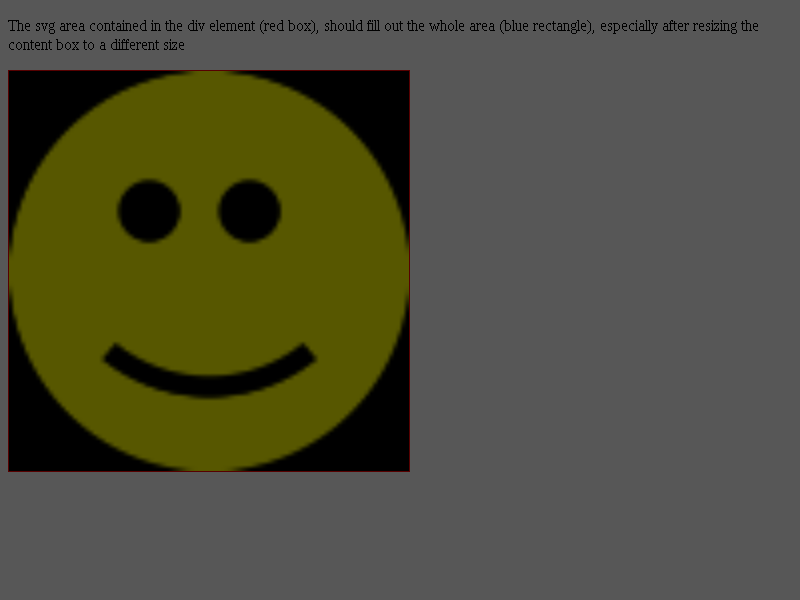 The svg area contained in the div element (red box), should fill out the whole area (blue rectangle), especially after resizing the
content box to a different size